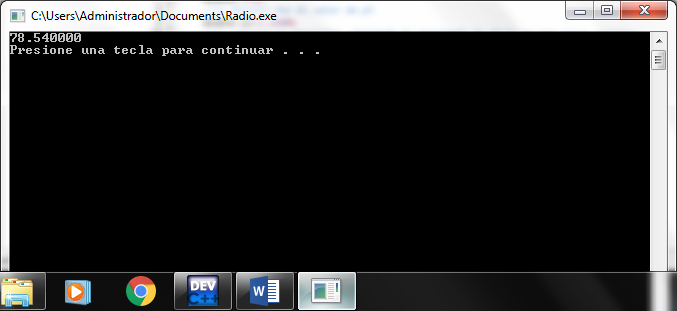 C:\Users\Administrador\Documents\Radio.exe
78.540000
Presione una tecla para continuar . . .
DEV
C++
W